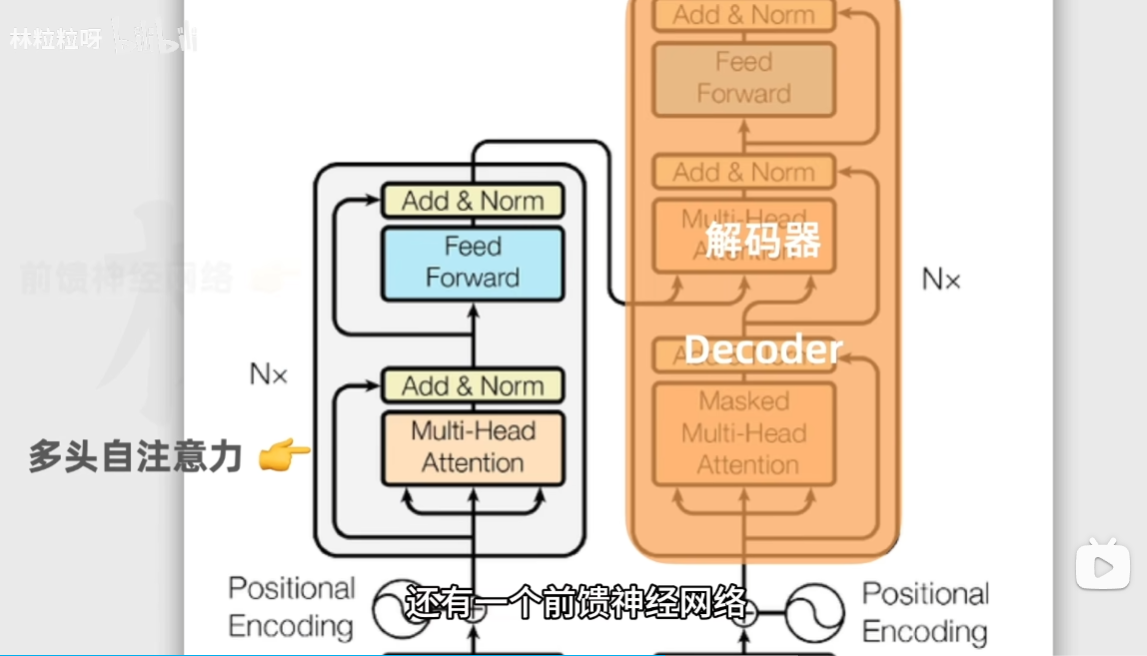 林粒粒呀 bilibili
Add & Norm
Feed
Forward
Add & Norm
Multi-Head
Attention
解码器
Decoder
Masked
Multi-Head
Attention
Nx
Add & Norm
Feed
Forward
前馈神经网络
Nx
Add & Norm
多头自注意力
Multi-Head
Attention
Positional
Encoding
还有一个前馈神经网络
Positional
Encoding